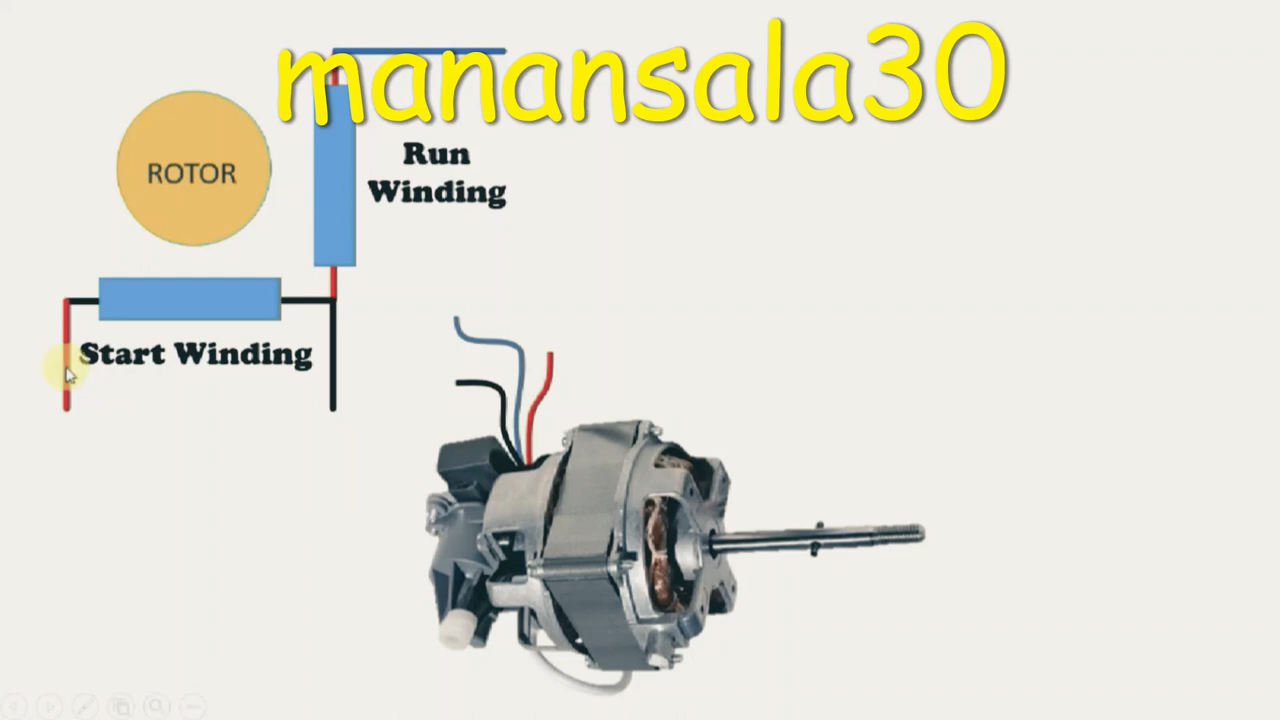 manansala30
Run
Winding
ROTOR
Start Winding